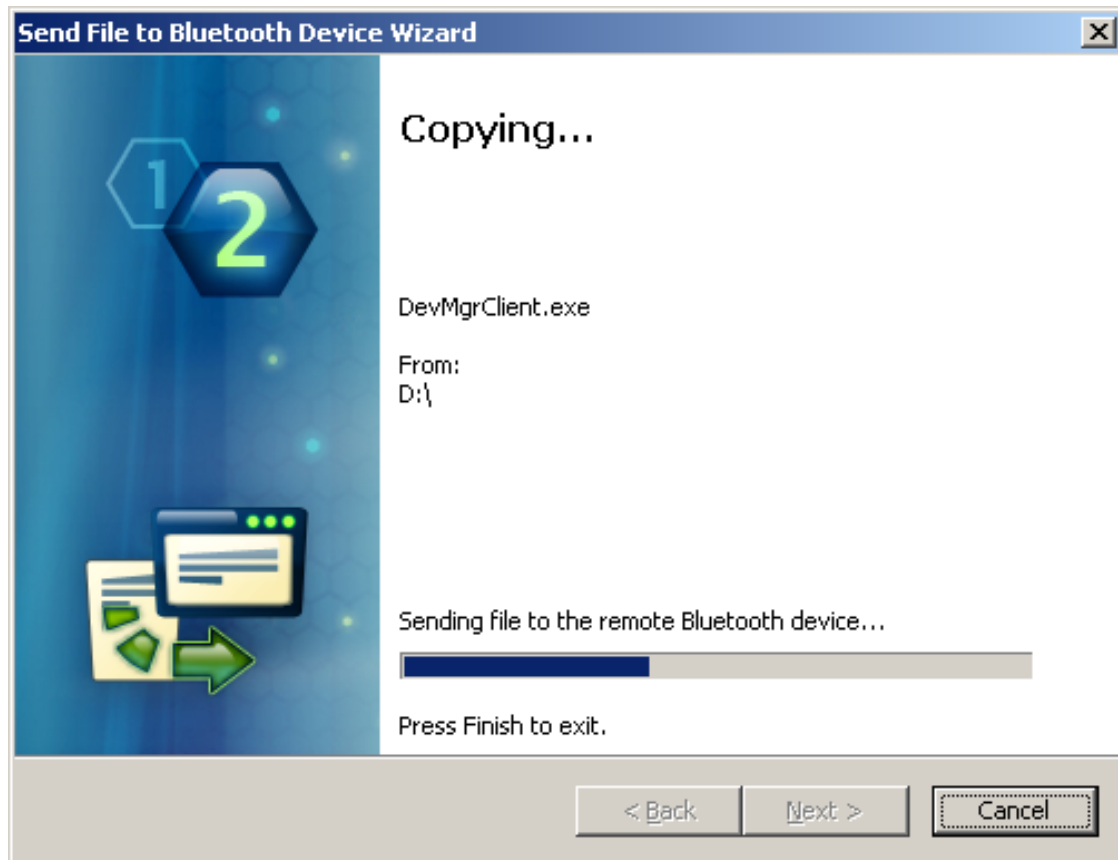 Send File to Bluetooth Device Wizard
1
2
Copying...
DevMgrClient.exe
From:
D:\
Sending file to the remote Bluetooth device...
Press Finish to exit.
< Back
Next >
Cancel